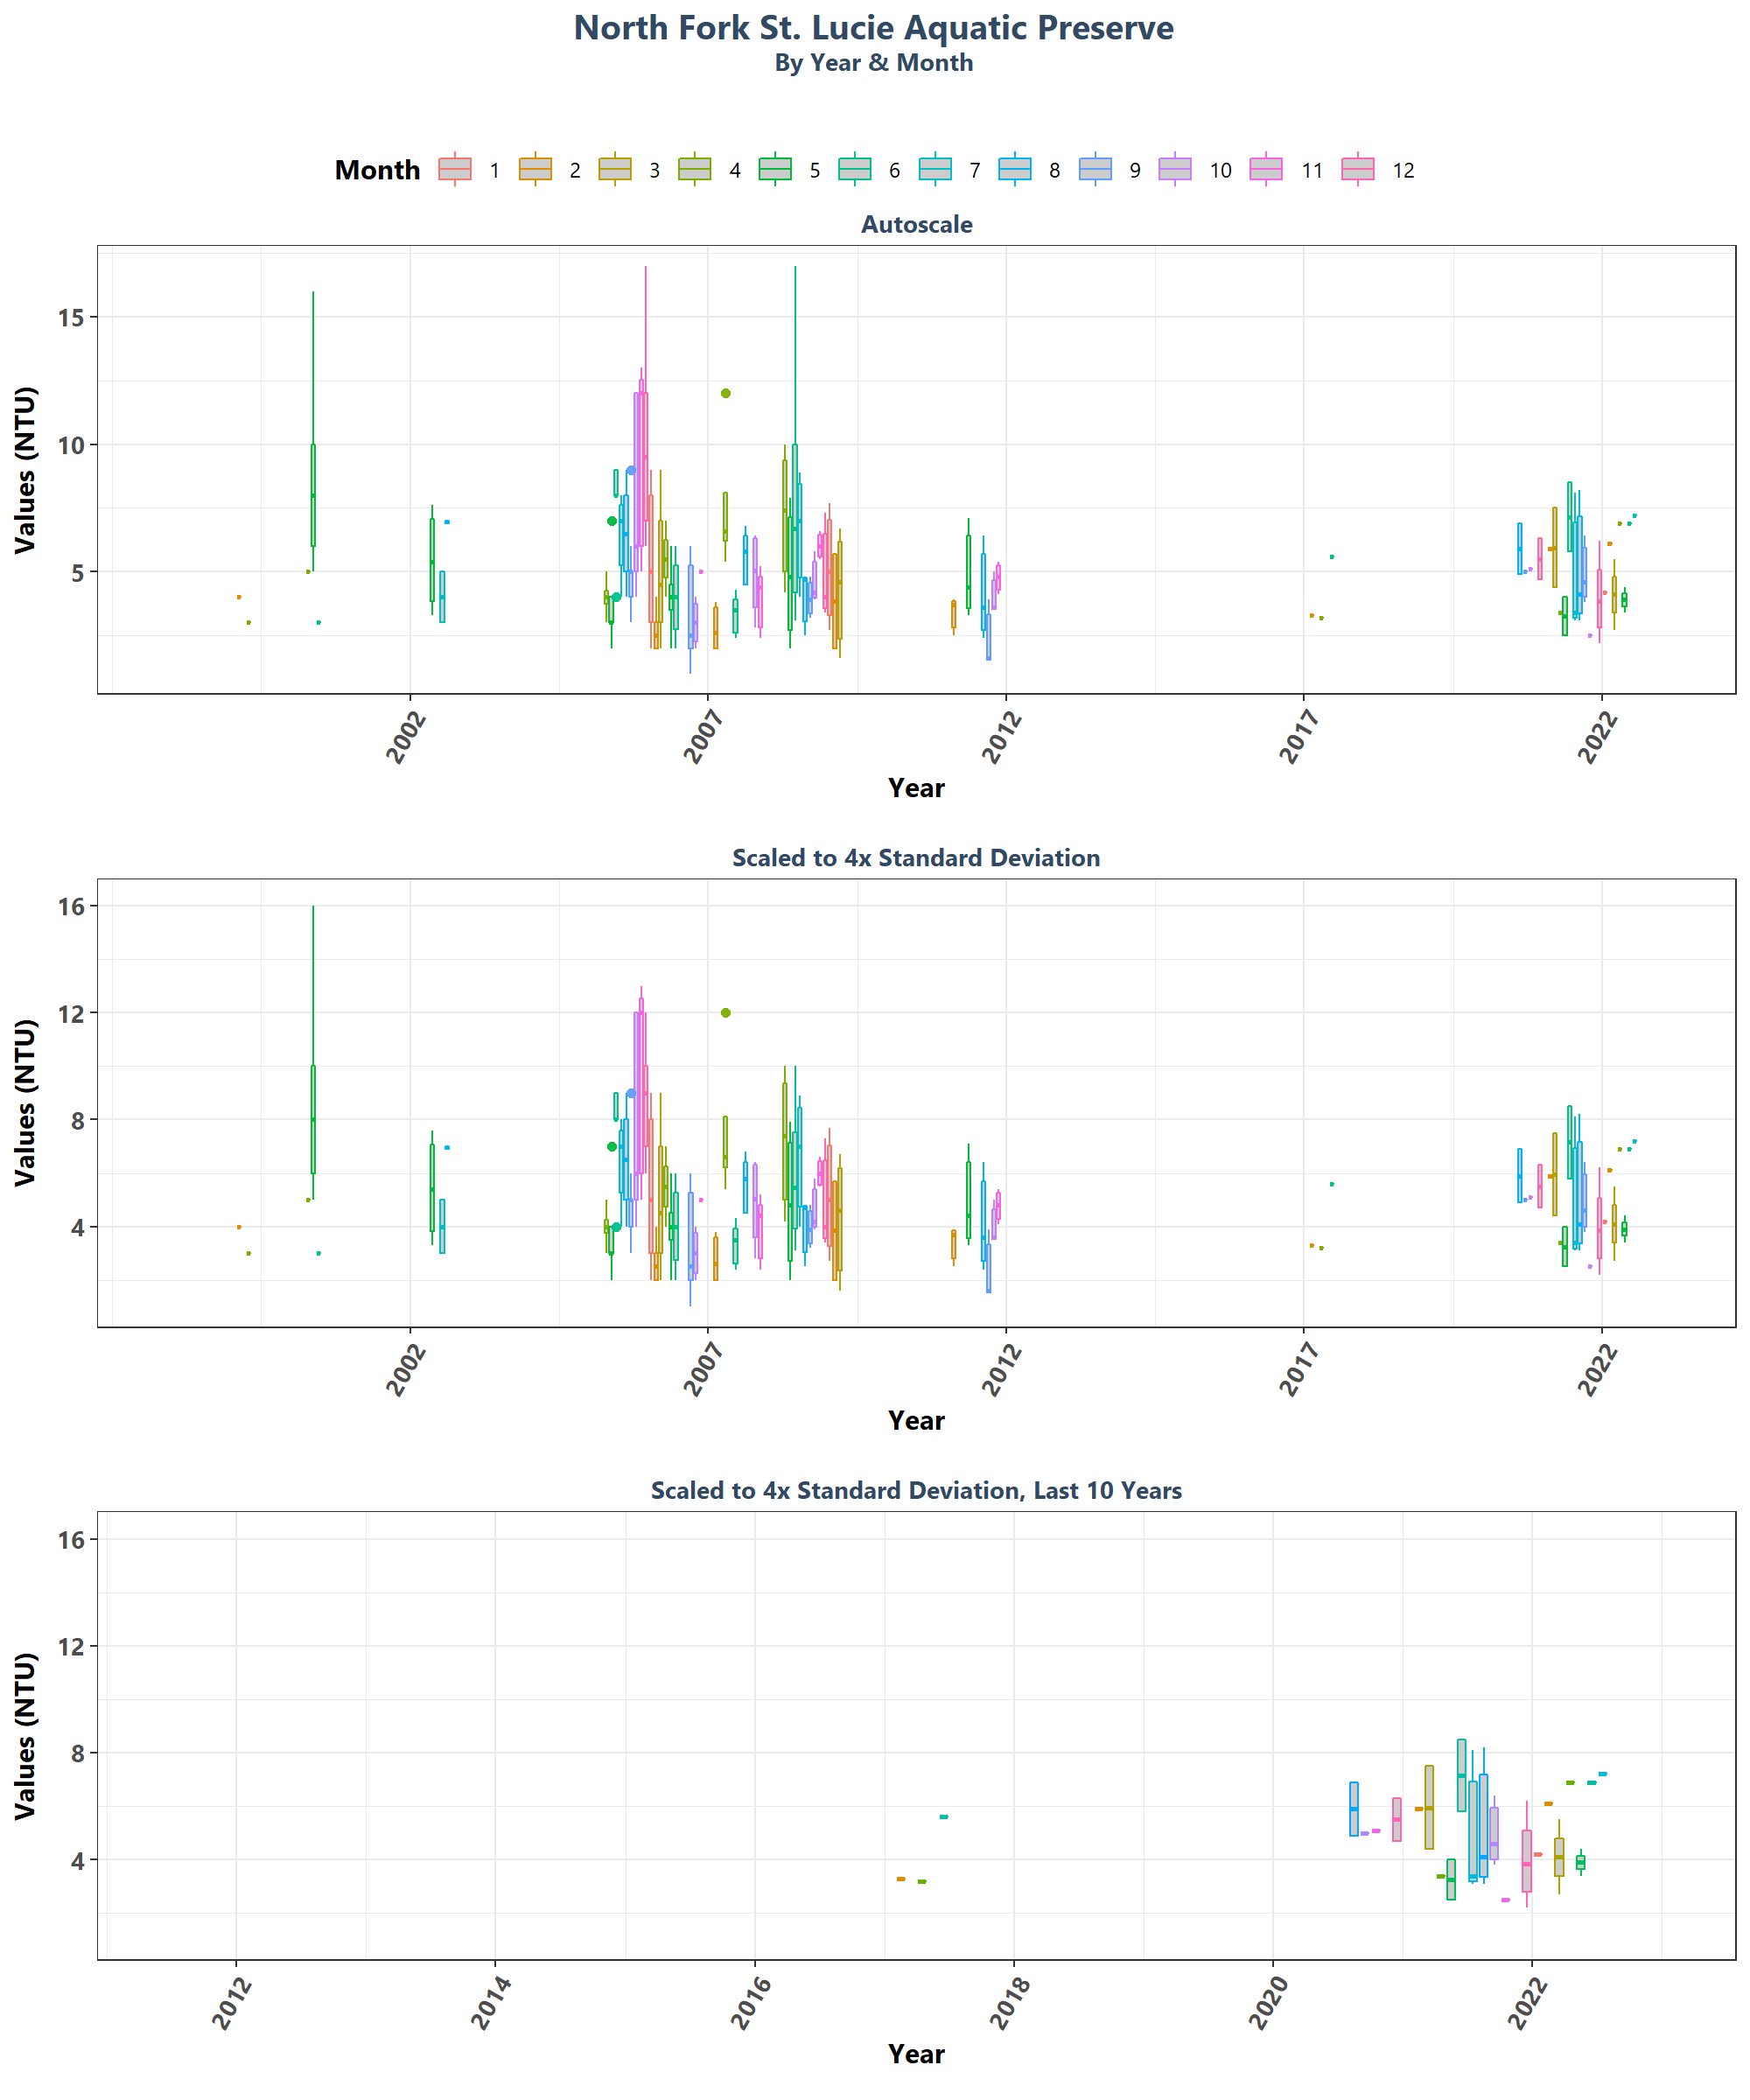 North Fork St. Lucie Aquatic Preserve
By Year & Month
Month 1 2 3 4 5 6 7 8 9 10 11 12
Autoscale
Values (NTU)
15
10
5
2002 2007 2012 2017 2022
Year
Scaled to 4x Standard Deviation
Values (NTU)
16
12
8
4
2002 2007 2012 2017 2022
Year
Scaled to 4x Standard Deviation, Last 10 Years
Values (NTU)
16
12
8
4
2012 2014 2016 2018 2020 2022
Year